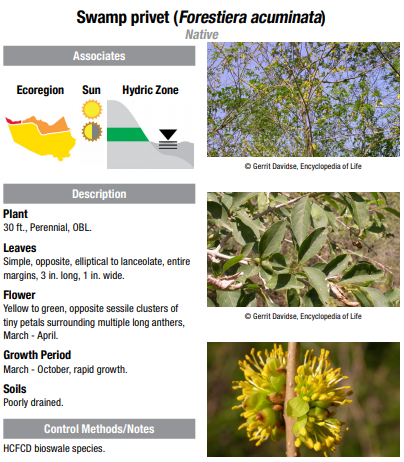 Swamp privet (Forestiera acuminata)
Native
Associates
Ecoregion Sun Hydric Zone
© Gerrit Davidse, Encyclopedia of Life
Description
Plant
30 ft., Perennial, OBL.
Leaves
Simple, opposite, elliptical to lanceolate, entire
margins, 3 in. long, 1 in. wide.
Flower
Yellow to green, opposite sessile clusters of
tiny petals surrounding multiple long anthers,
March - April.
Growth Period
March - October, rapid growth.
Soils
Poorly drained.
Control Methods/Notes
HCFCD bioswale species.
© Gerrit Davidse, Encyclopedia of Life